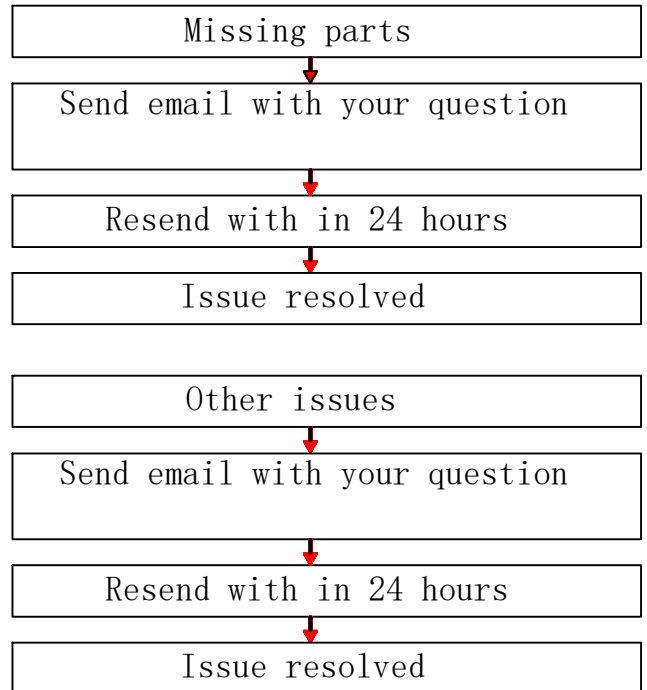 Missing parts
Send email with your question
Resend with in 24 hours
Issue resolved
Other issues
Send email with your question
Resend with in 24 hours
Issue resolved